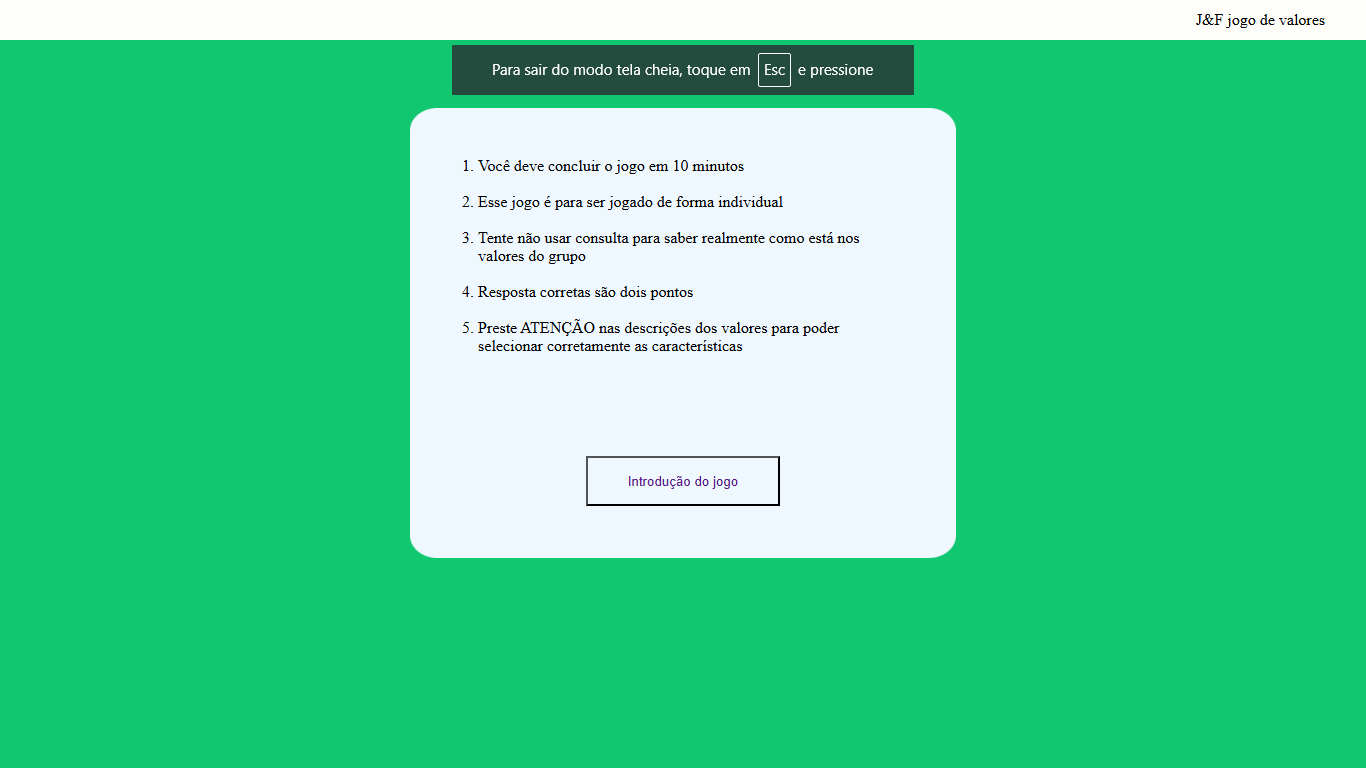 J&F jogo de valores
Para sair do modo tela cheia, toque em Esc e pressione
1. Você deve concluir o jogo em 10 minutos
2. Esse jogo é para ser jogado de forma individual
3. Tente não usar consulta para saber realmente como está nos
valores do grupo
4. Resposta corretas são dois pontos
5. Preste ATENÇÃO nas descrições dos valores para poder
selecionar corretamente as características
Introdução do jogo